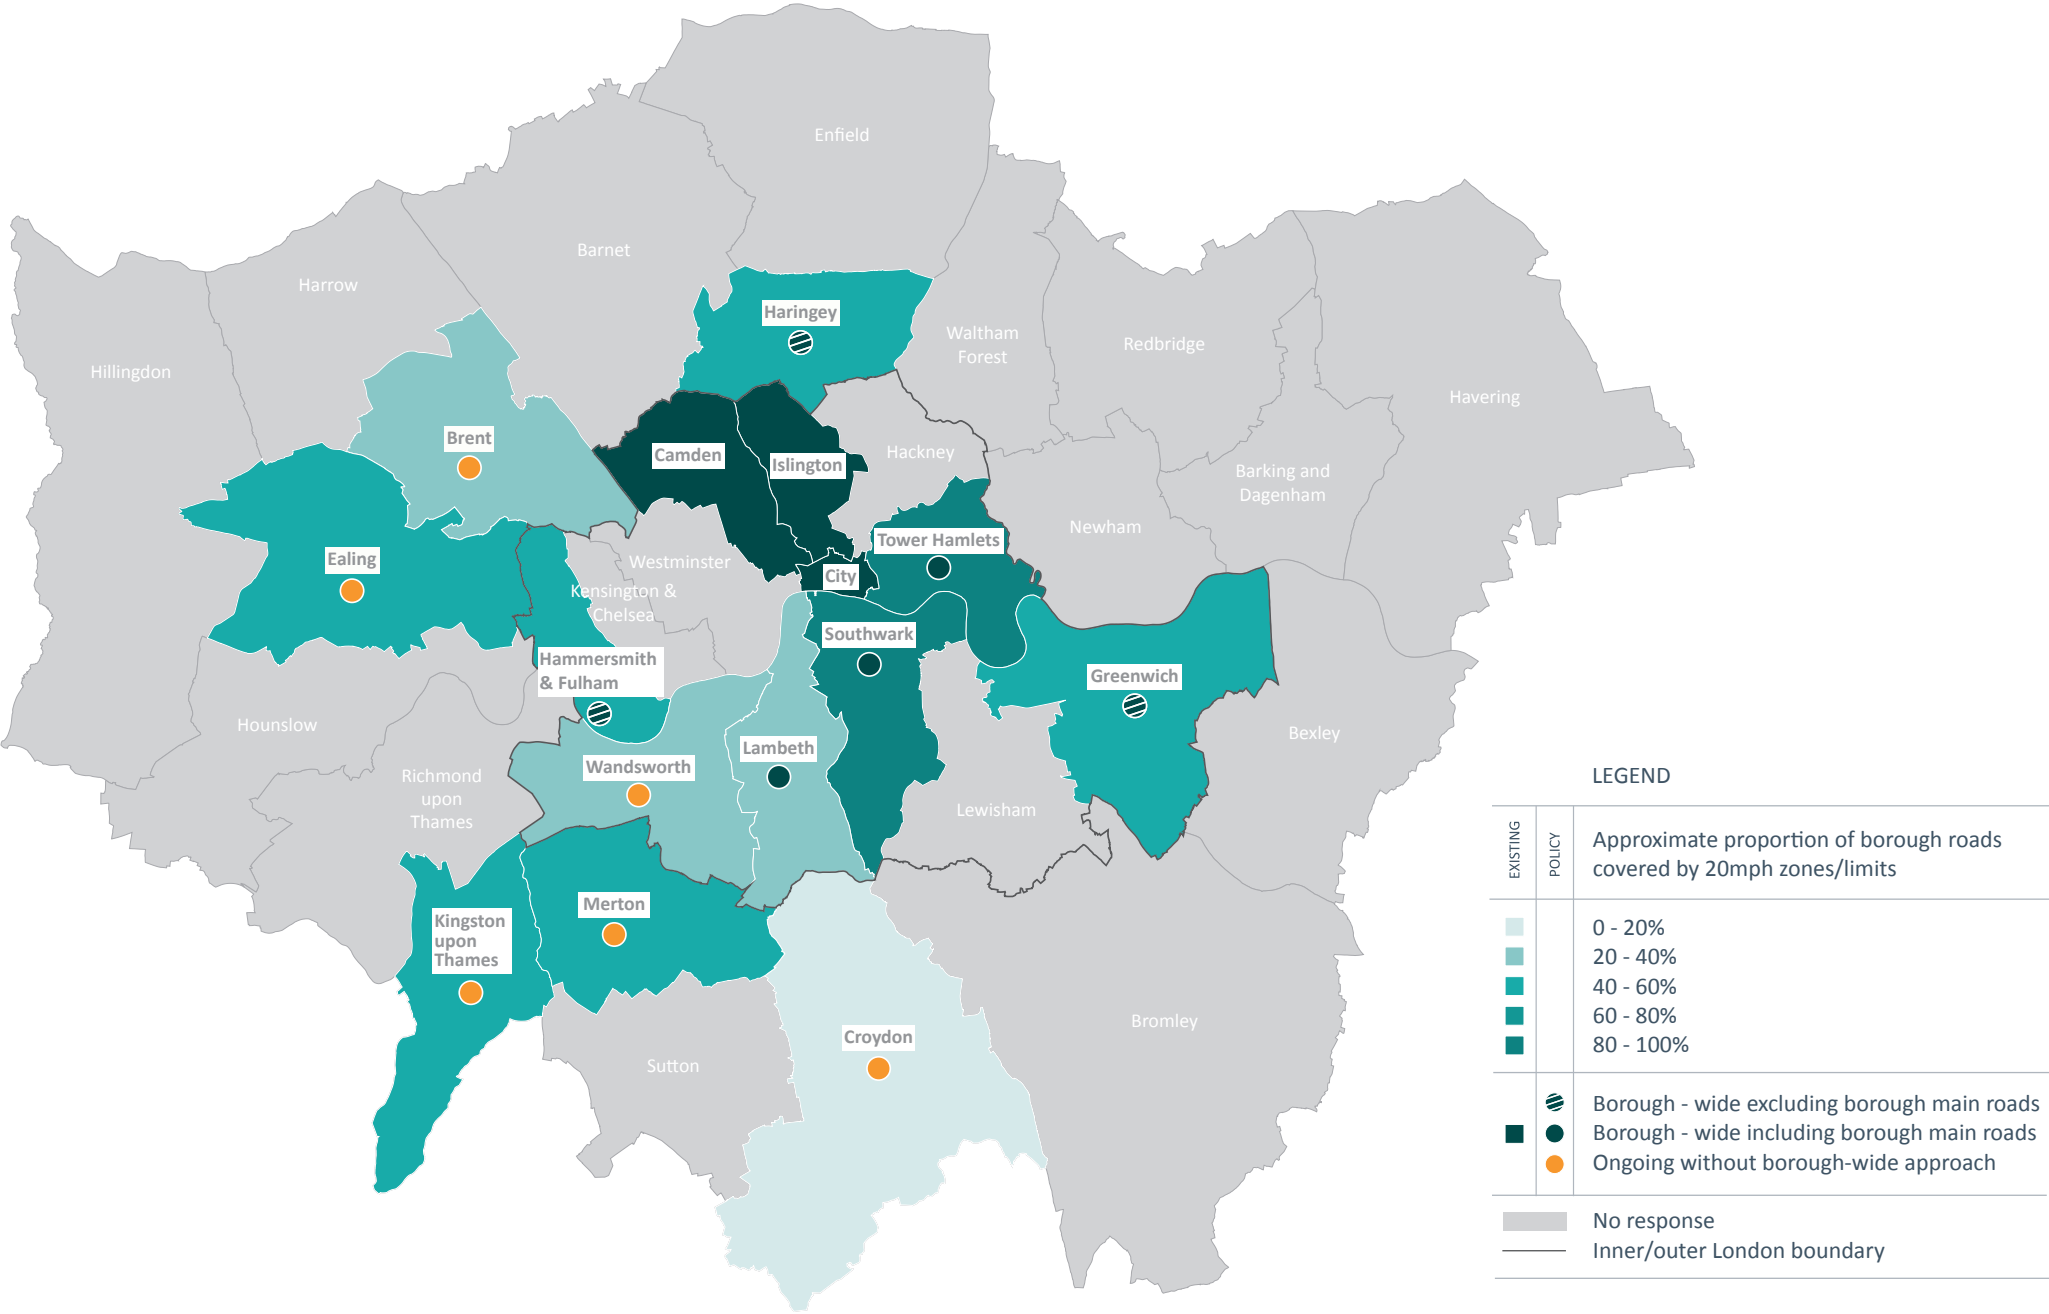 Enfield
Barnet
Harrow
Haringey
Waltham
Forest
Redbridge
Hillingdon
Havering
Brent
Camden
Islington
Hackney
Barking and
Dagenham
Newham
Tower Hamlets
Ealing
Westminster
City
Kensington &
Chelsea
Southwark
Hammersmith
& Fulham
Greenwich
Hounslow
Bexley
Lambeth
Wandsworth
Richmond
upon
Thames
Lewisham
Merton
Kingston
upon
Thames
Bromley
Croydon
Sutton
LEGEND
EXISTING
POLICY
Approximate proportion of borough roads
covered by 20mph zones/limits
0 - 20%
20 - 40%
40 - 60%
60 - 80%
80 - 100%
Borough - wide excluding borough main roads
Borough - wide including borough main roads
Ongoing without borough-wide approach
No response
Inner/outer London boundary